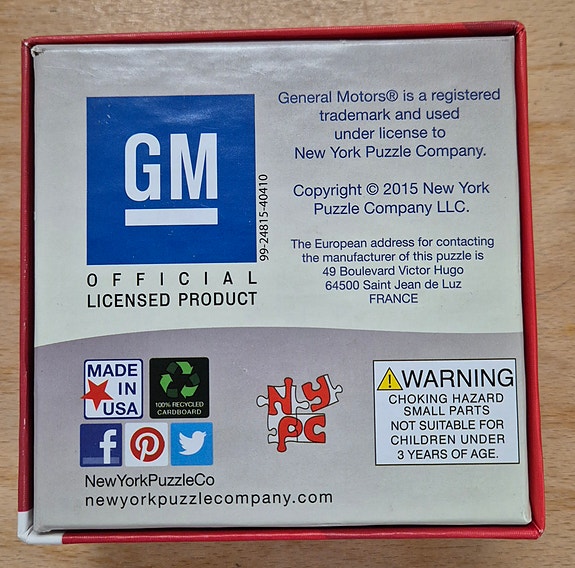 GM
99-24815-40410
OFFICIAL
LICENSED PRODUCT
General Motors® is a registered
trademark and used
under license to
New York Puzzle Company.
Copyright © 2015 New York
Puzzle Company LLC.
The European address for contacting
the manufacturer of this puzzle is
49 Boulevard Victor Hugo
64500 Saint Jean de Luz
FRANCE
MADE
IN
USA
100% RECYCLED
CARDBOARD
f
NewYorkPuzzleCo
newyorkpuzzlecompany.com
NY
PC
WARNING
CHOKING HAZARD
SMALL PARTS
NOT SUITABLE FOR
CHILDREN UNDER
3 YEARS OF AGE.